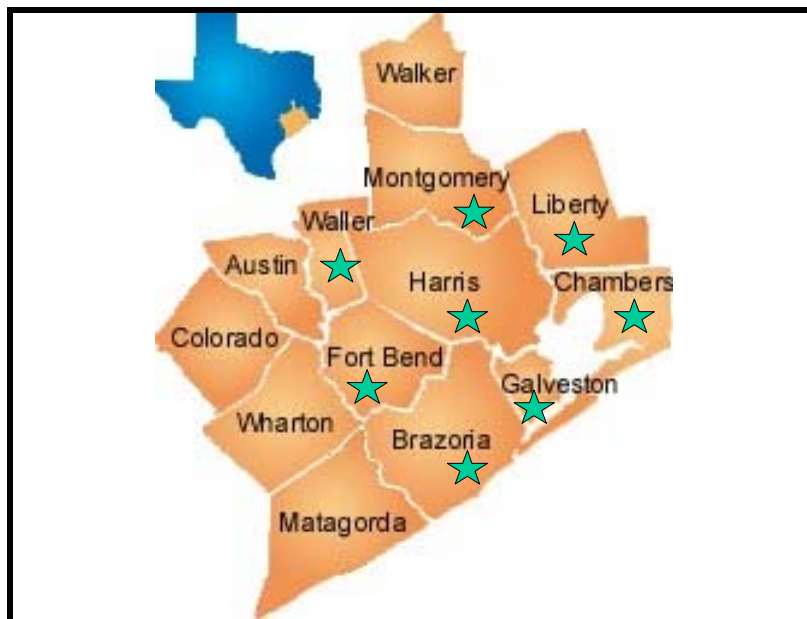 Walker
Montgomery
Liberty
Waller
Austin
Harris
Chambers
Colorado
Fort Bend
Galveston
Wharton
Brazoria
Matagorda